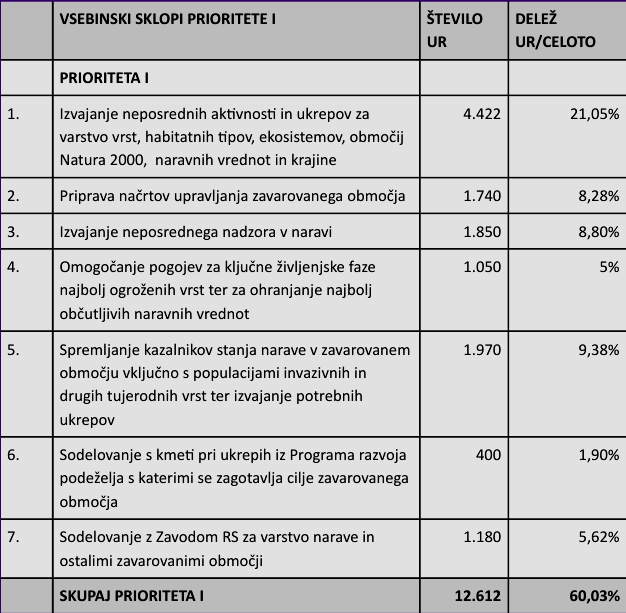 VSEBINSKI SKLOPI PRIORITETE I ŠTEVILO DELEŽ
UR UR/CELOTO
PRIORITETA I
1. Izvajanje neposrednih aktivnosti in ukrepov za 4.422 21,05%
varstvo vrst, habitatnih tipov, ekosistemov, območij
Natura 2000, naravnih vrednot in krajine
2. Priprava načrtov upravljanja zavarovanega območja 1.740 8,28%
3. Izvajanje neposrednega nadzora v naravi 1.850 8,80%
4. Omogočanje pogojev za ključne življenjske faze 1.050 5%
najbolj ogroženih vrst ter za ohranjanje najbolj
občutljivih naravnih vrednot
5. Spremljanje kazalnikov stanja narave v zavarovanem 1.970 9,38%
območju vključno s populacijami invazivnih in
drugih tujerodnih vrst ter izvajanje potrebnih
ukrepov
6. Sodelovanje s kmeti pri ukrepih iz Programa razvoja 400 1,90%
podeželja s katerimi se zagotavlja cilje zavarovanega
območja
7. Sodelovanje z Zavodom RS za varstvo narave in 1.180 5,62%
ostalimi zavarovanimi območji
SKUPAJ PRIORITETA I 12.612 60,03%